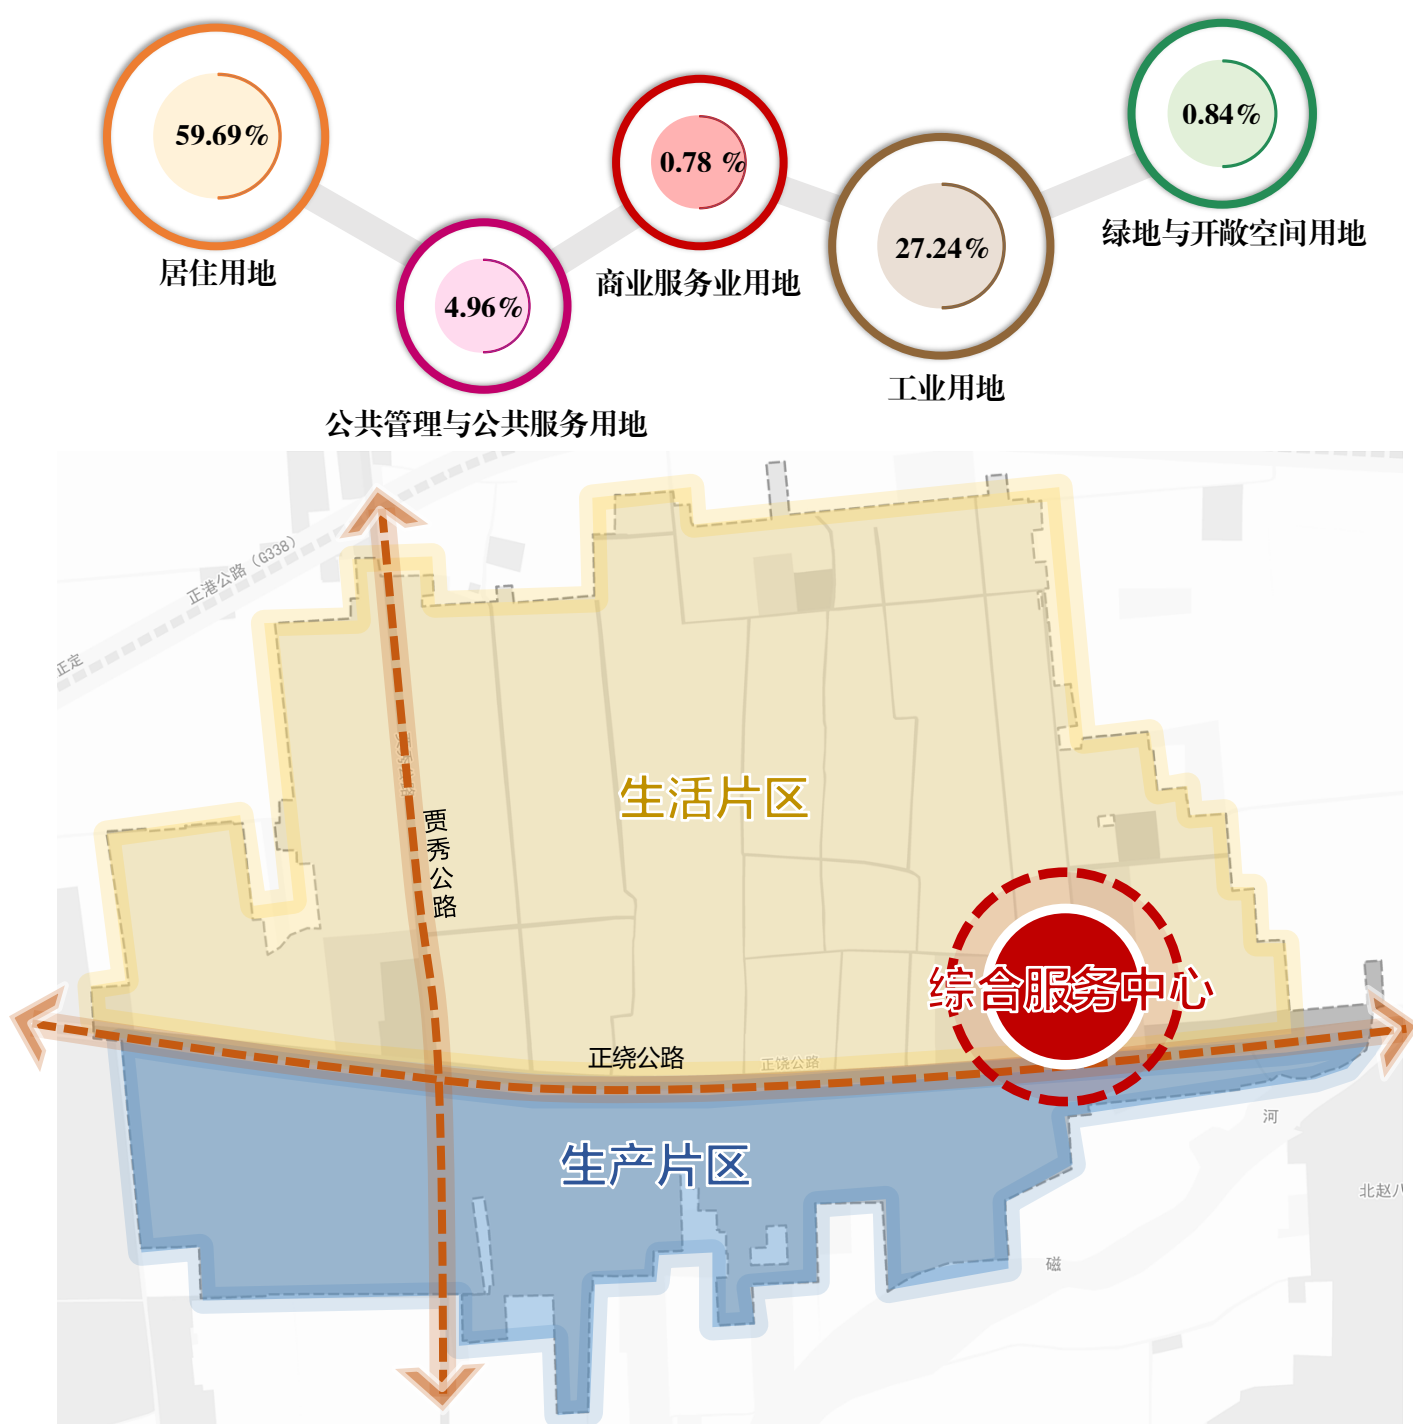 59.69%
居住用地
4.96%
公共管理与公共服务用地
0.78 %
商业服务业用地
27.24%
工业用地
0.84%
绿地与开敞空间用地
正港公路（G338）
正定
生活片区
贾秀公路
综合服务中心
正绕公路
正饶公路
生产片区
河
北赵八
磁